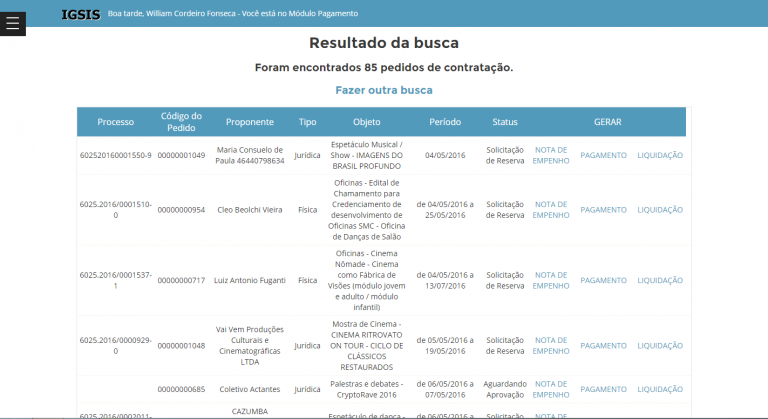 IGSIS Boa tarde, William Cordeiro Fonseca - Você está no Módulo Pagamento
Resultado da busca
Foram encontrados 85 pedidos de contratação.
Fazer outra busca
Processo Código do Pedido Proponente Tipo Objeto Período Status GERAR
602520160001550-9 00000001049 Maria Consuelo de Paula 46440798634 Jurídica Espetáculo Musical / Show - IMAGENS DO BRASIL PROFUNDO 04/05/2016 Solicitação de Reserva NOTA DE EMPENHO PAGAMENTO LIQUIDAÇÃO
6025.2016/0001510-0 00000000954 Cleo Beolchi Vieira Física Oficinas - Edital de Chamamento para Credenciamento de desenvolvimento de Oficinas SMC - Oficina de Danças de Salão de 04/05/2016 a 25/05/2016 Solicitação de Reserva NOTA DE EMPENHO PAGAMENTO LIQUIDAÇÃO
6025.2016/0001537-1 00000000717 Luiz Antonio Fuganti Física Oficinas - Cinema Nômade - Cinema como Fábrica de Visões (módulo jovem e adulto / módulo infantil) de 04/05/2016 a 13/07/2016 Solicitação de Reserva NOTA DE EMPENHO PAGAMENTO LIQUIDAÇÃO
6025.2016/0000929-0 00000001048 Vai Vem Produções Culturais e Cinematográficas LTDA Jurídica Mostra de Cinema - CINEMA RITROVATO ON TOUR - CICLO DE CLÁSSICOS RESTAURADOS de 05/05/2016 a 19/05/2016 Solicitação de Reserva NOTA DE EMPENHO PAGAMENTO LIQUIDAÇÃO
00000000685 Coletivo Actantes Jurídica Palestras e debates - CryptoRave 2016 de 06/05/2016 a 07/05/2016 Aguardando Aprovação NOTA DE EMPENHO PAGAMENTO LIQUIDAÇÃO
6025.2016/0002011- CAZUMBA Espetáculo de dança - de 06/05/2016 a Solicitação NOTA DE